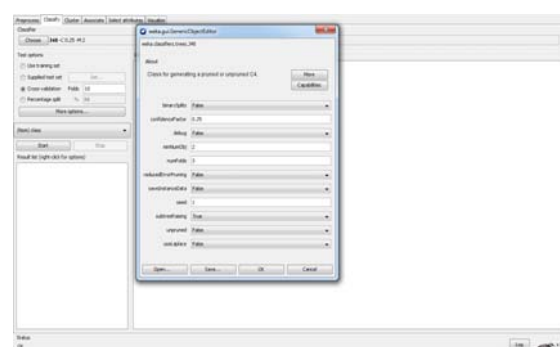 Preprocess Classify Cluster Associate Select attributes Visualize
Classifier
Choose J48 -C 0.25 -M 2
Test options
Use training set
Supplied test set Set...
Cross-validation Folds 10
Percentage split % 66
More options...
(Nom) class
Start Stop
Result list (right-click for options)
weka.gui.GenericObjectEditor
weka.classifiers.trees.J48
About
Class for generating a pruned or unpruned C4.
More
Capabilities
binarySplits False
confidenceFactor 0.25
debug False
minNumObj 2
numFolds 3
reducedErrorPruning False
saveInstanceData False
seed 1
subtreeRaising True
unpruned False
useLaplace False
Open... Save... OK Cancel
Status
OK
Log